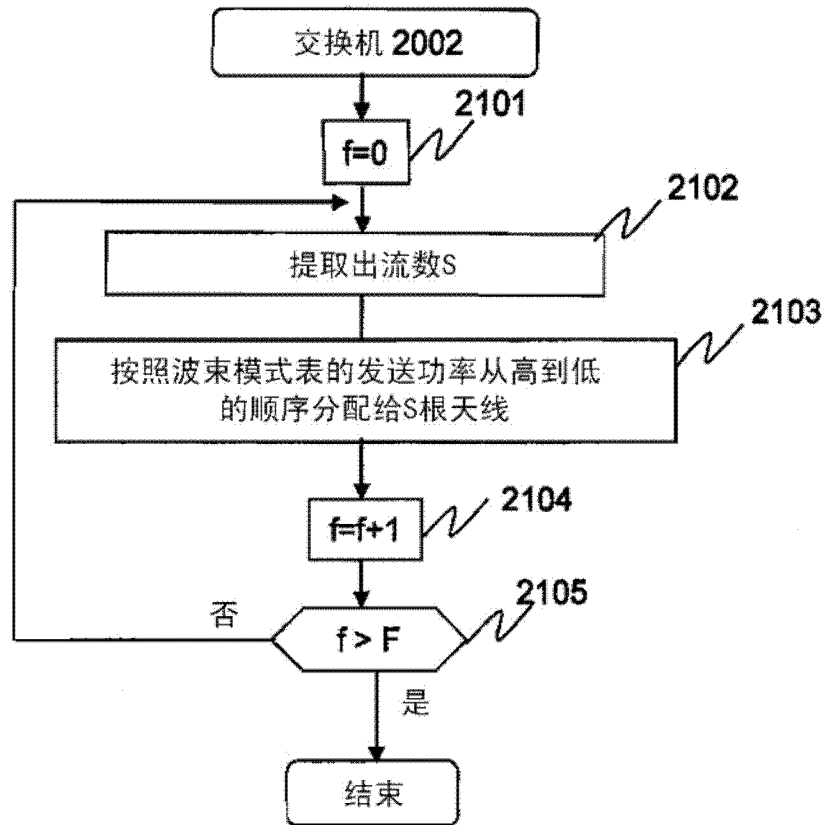 交换机 2002
2101
f=0
2102
提取出流数S
2103
按照波束模式表的发送功率从高到低
的顺序分配给S根天线
2104
f=f+1
2105
否
f > F
是
结束